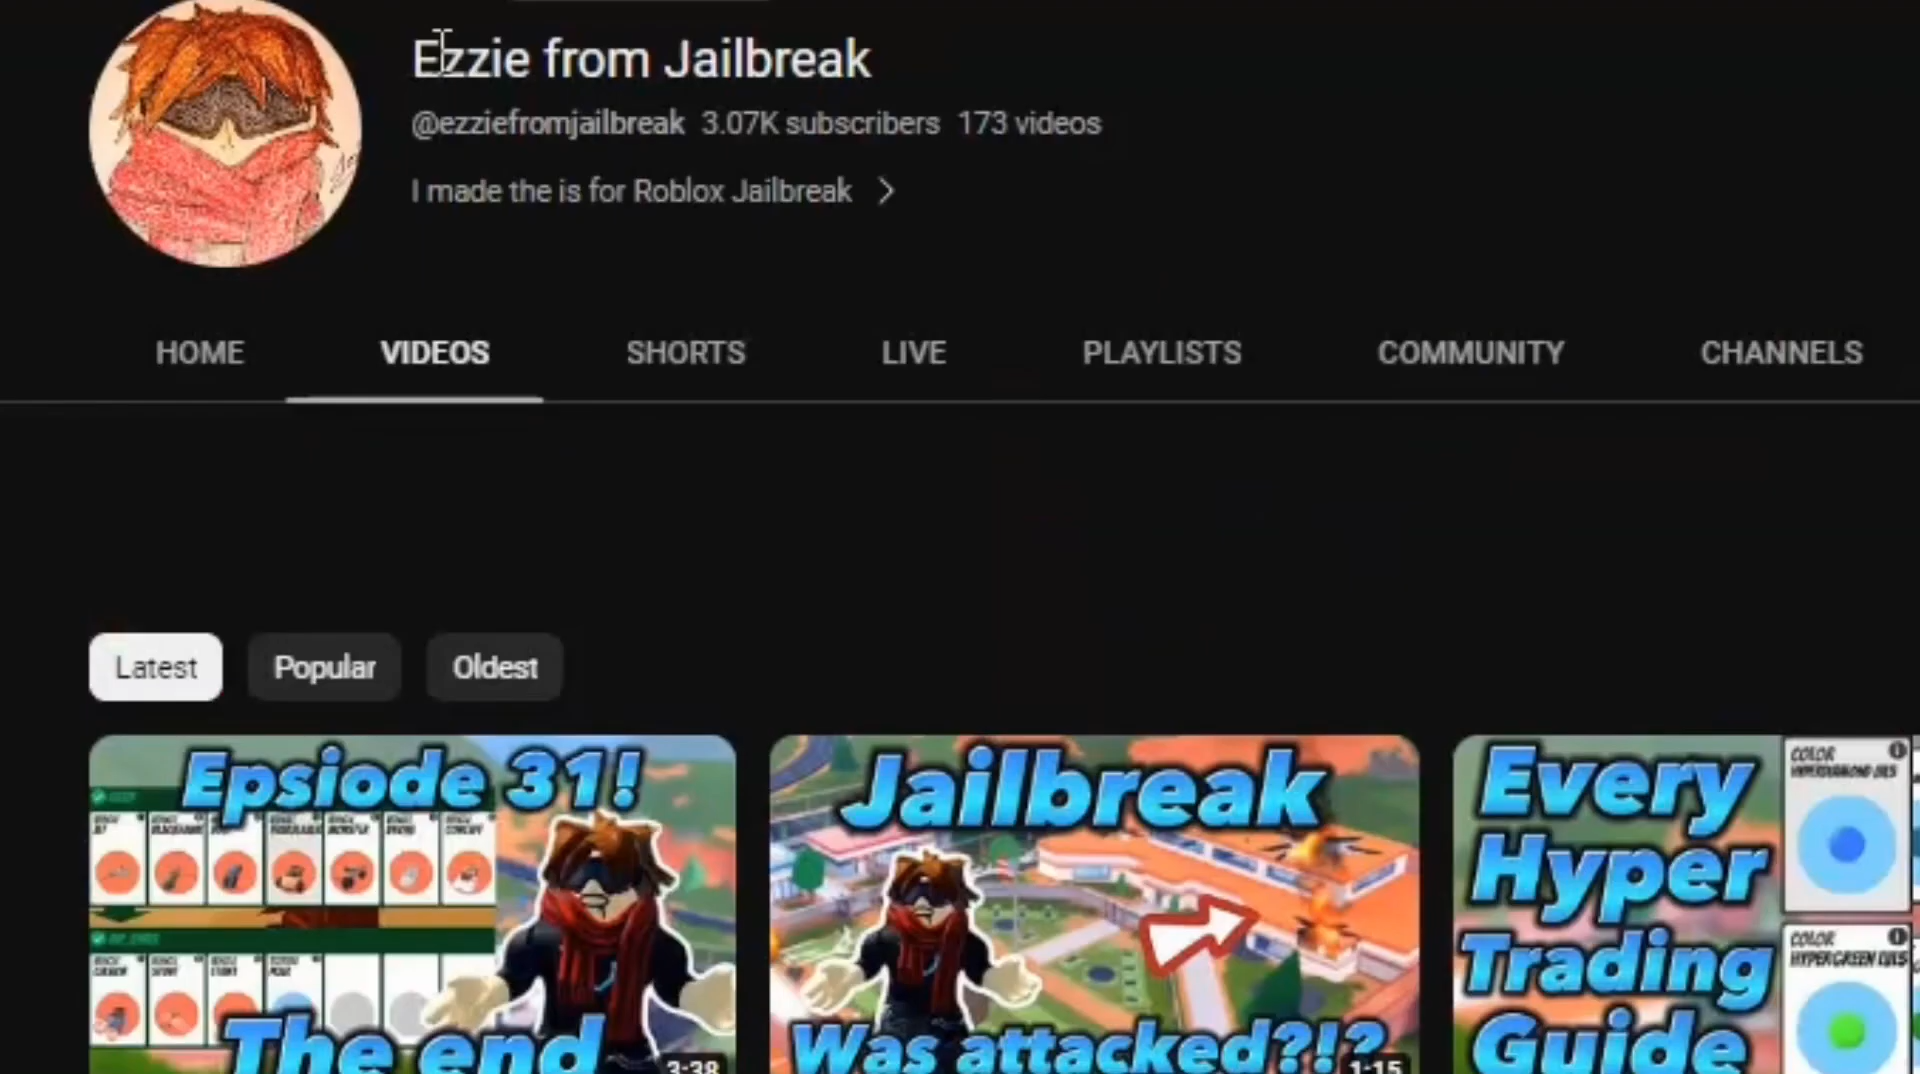 Ezzie from Jailbreak
@ezziefromjailbreak 3.07K subscribers 173 videos
I made the is for Roblox Jailbreak
HOME VIDEOS SHORTS LIVE PLAYLISTS COMMUNITY CHANNELS
Latest Popular Oldest
Epsiode 31!
The end
3:38
Jailbreak
Was attacked?!?
1:15
Every
Hyper
Trading
Guide
COLOR
COLOR
HYPERGREEN LVL5